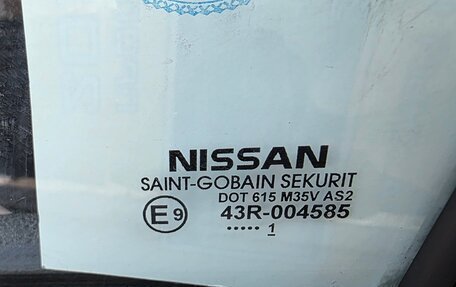 NISSAN
SAINT-GOBAIN SEKURIT
DOT 615 M35V AS2
E9 43R-004585
..... 1